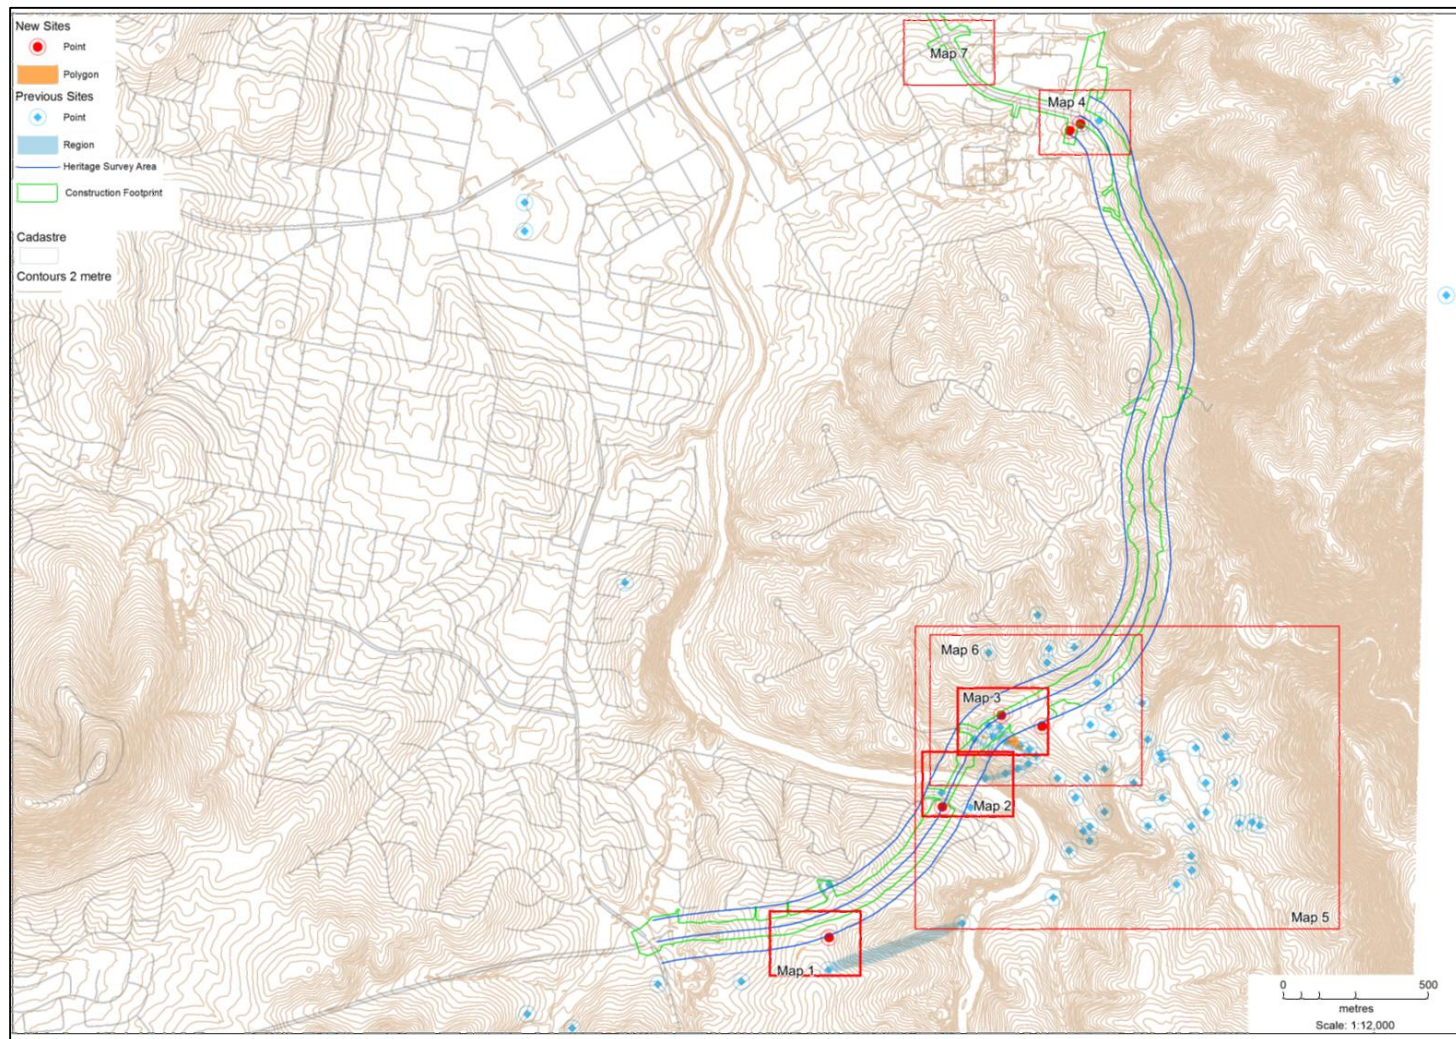 New Sites
Point
Polygon
Previous Sites
Point
Region
Heritage Survey Area
Construction Footprint
Cadastre
Contours 2 metre
Map 7
Map 4
Map 6
Map 3
Map 2
Map 5
Map 1
0 500
metres
Scale: 1:12,000